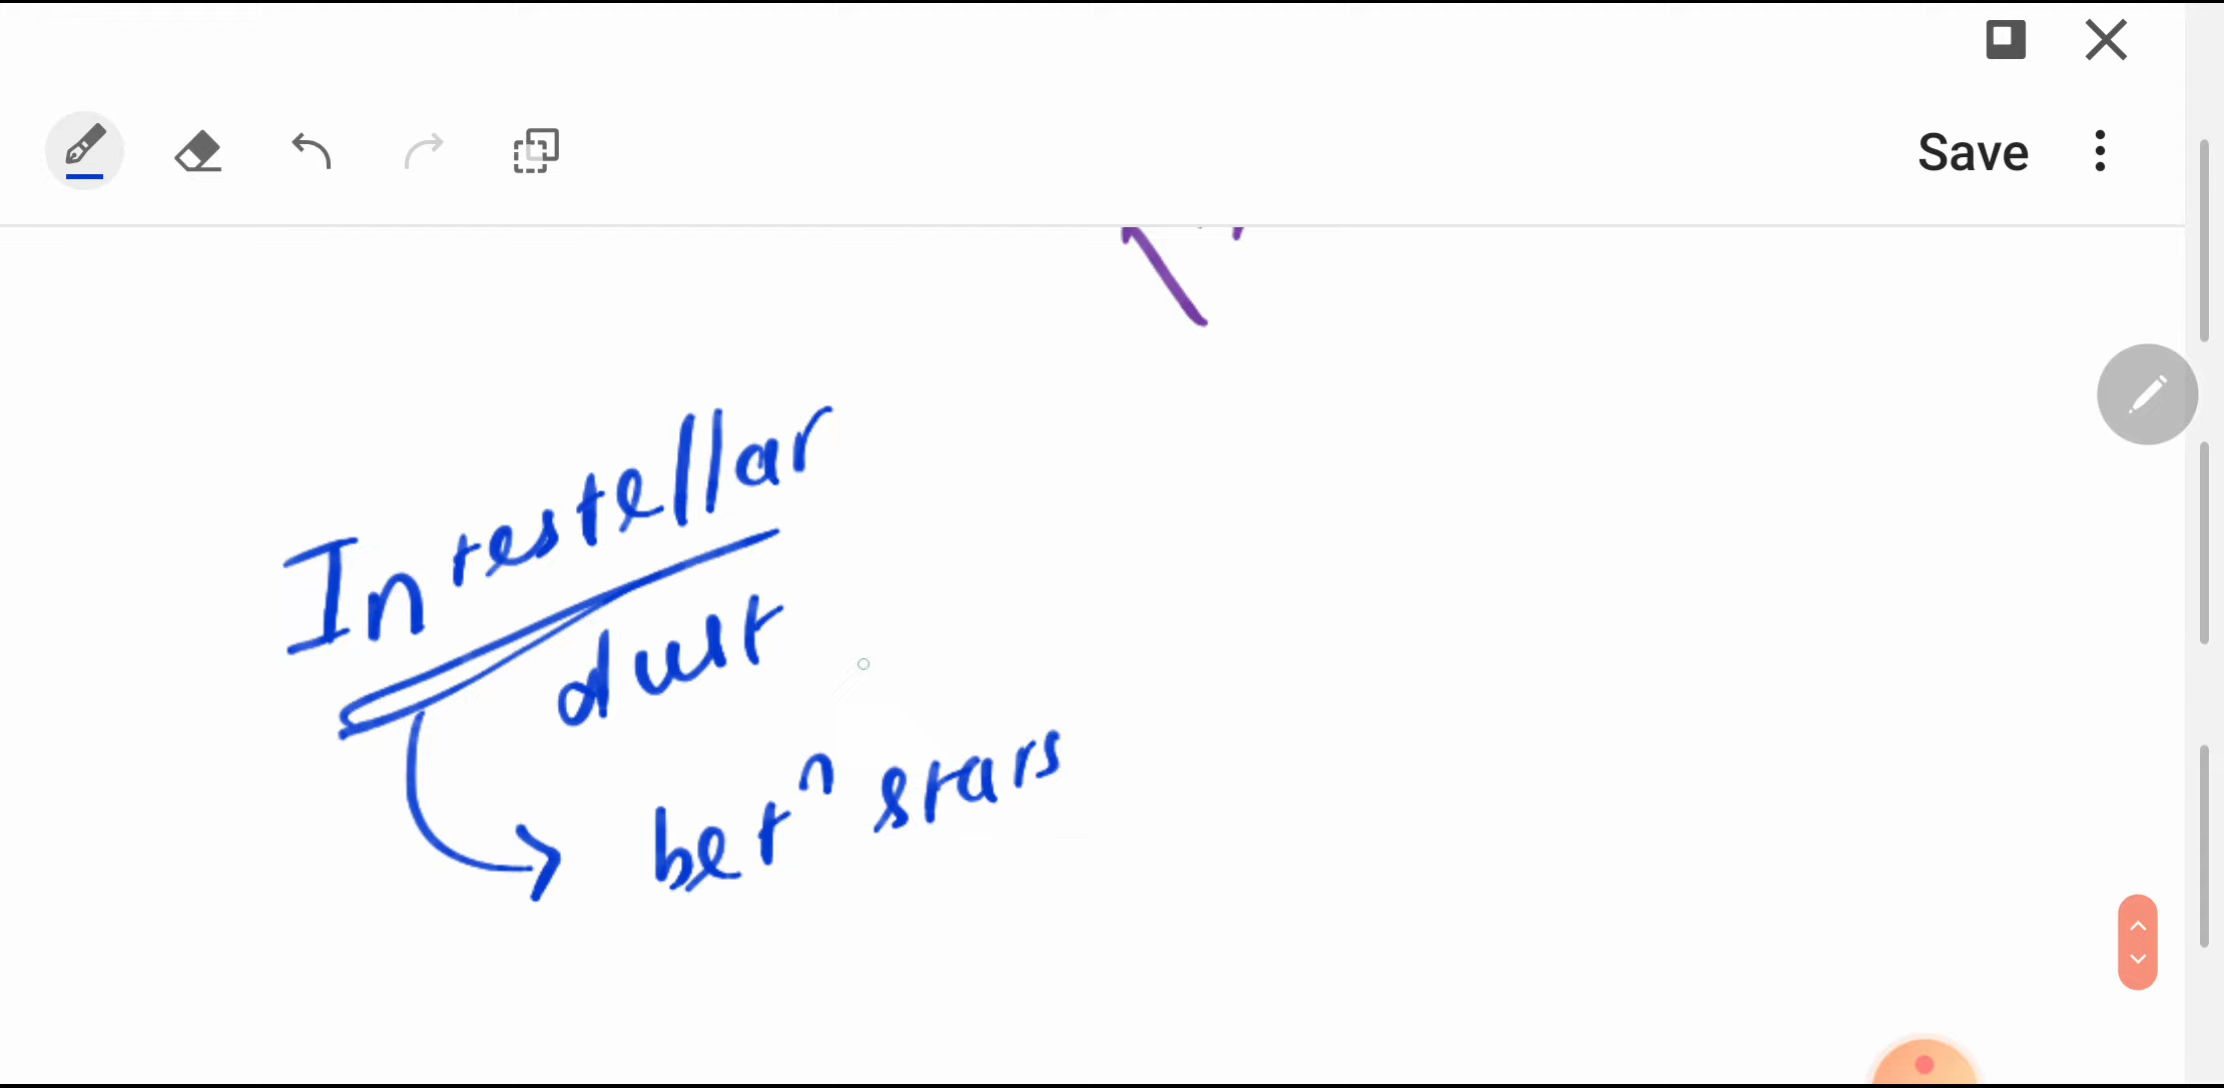 Save
Inrestellar
dust
betⁿ stars